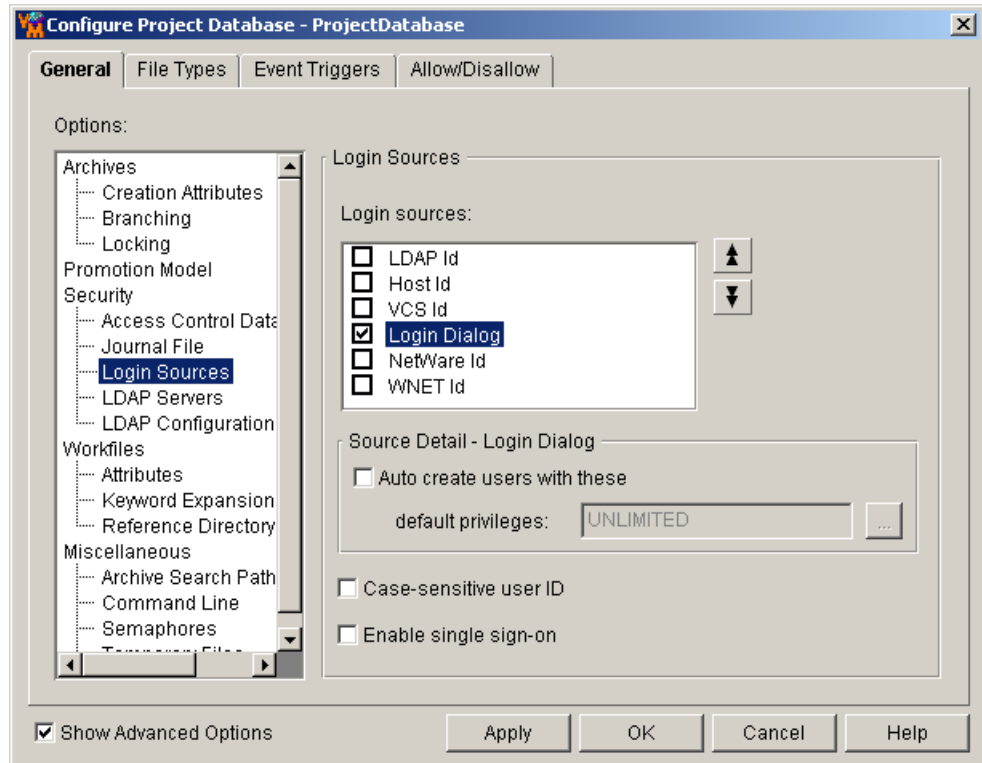 Configure Project Database - ProjectDatabase
General File Types Event Triggers Allow/Disallow
Options:
Archives
Creation Attributes
Branching
Locking
Promotion Model
Security
Access Control Data
Journal File
Login Sources
LDAP Servers
LDAP Configuration
Workfiles
Attributes
Keyword Expansion
Reference Directory
Miscellaneous
Archive Search Path
Command Line
Semaphores
Temporary Files
Login Sources
Login sources:
LDAP Id
Host Id
VCS Id
Login Dialog
NetWare Id
WNET Id
Source Detail - Login Dialog
Auto create users with these
default privileges: UNLIMITED ...
Case-sensitive user ID
Enable single sign-on
Show Advanced Options Apply OK Cancel Help